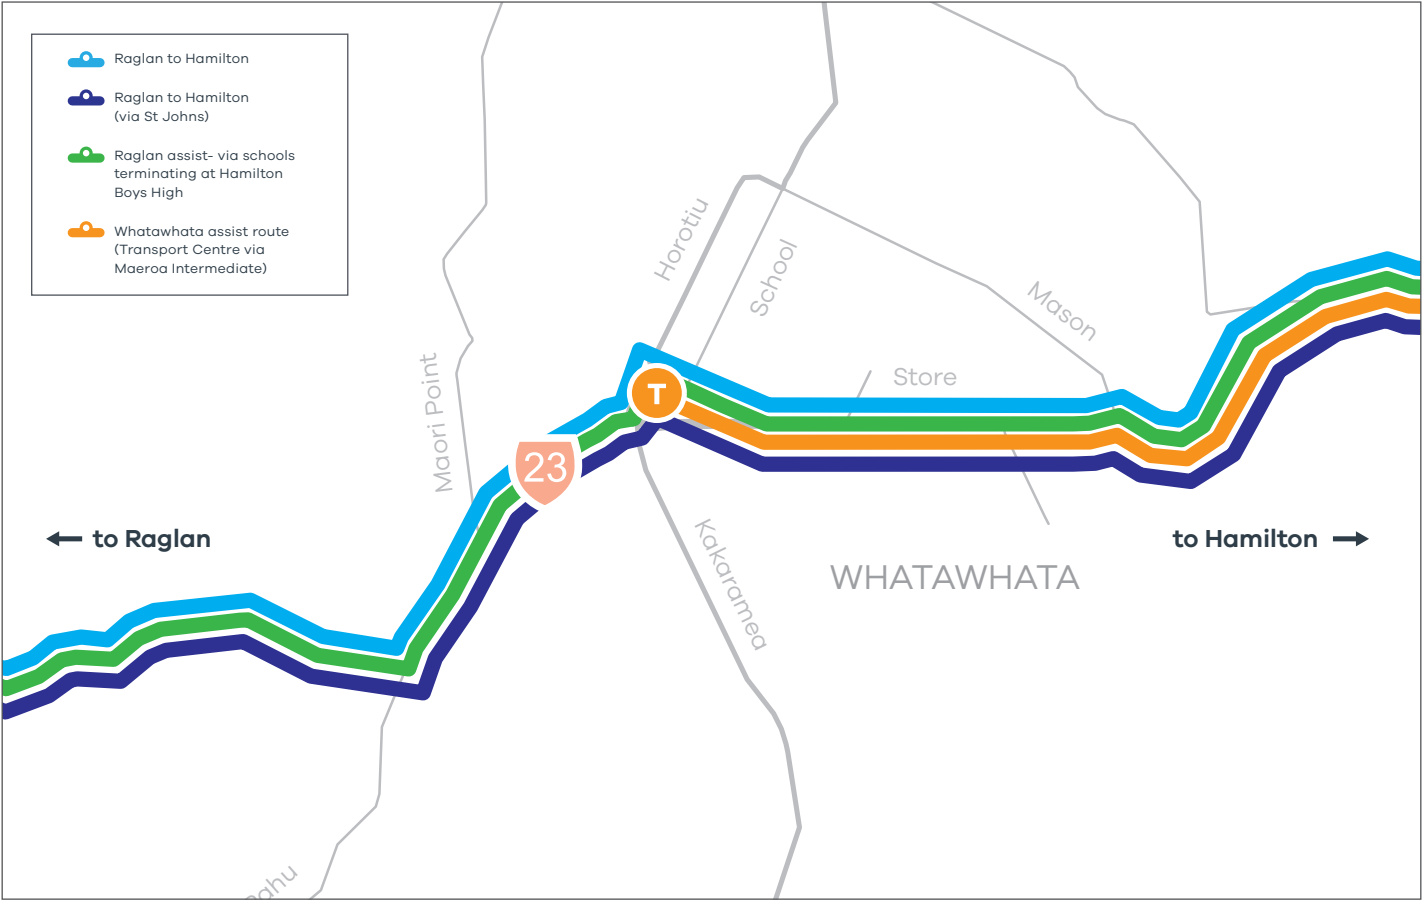 Raglan to Hamilton
Raglan to Hamilton
(via St Johns)
Raglan assist- via schools
terminating at Hamilton
Boys High
Whatawhata assist route
(Transport Centre via
Maeroa Intermediate)
Horotiu
School
Mason
Maori Point
Store
T
23
to Raglan
to Hamilton
Kakaramea
WHATAWHATA